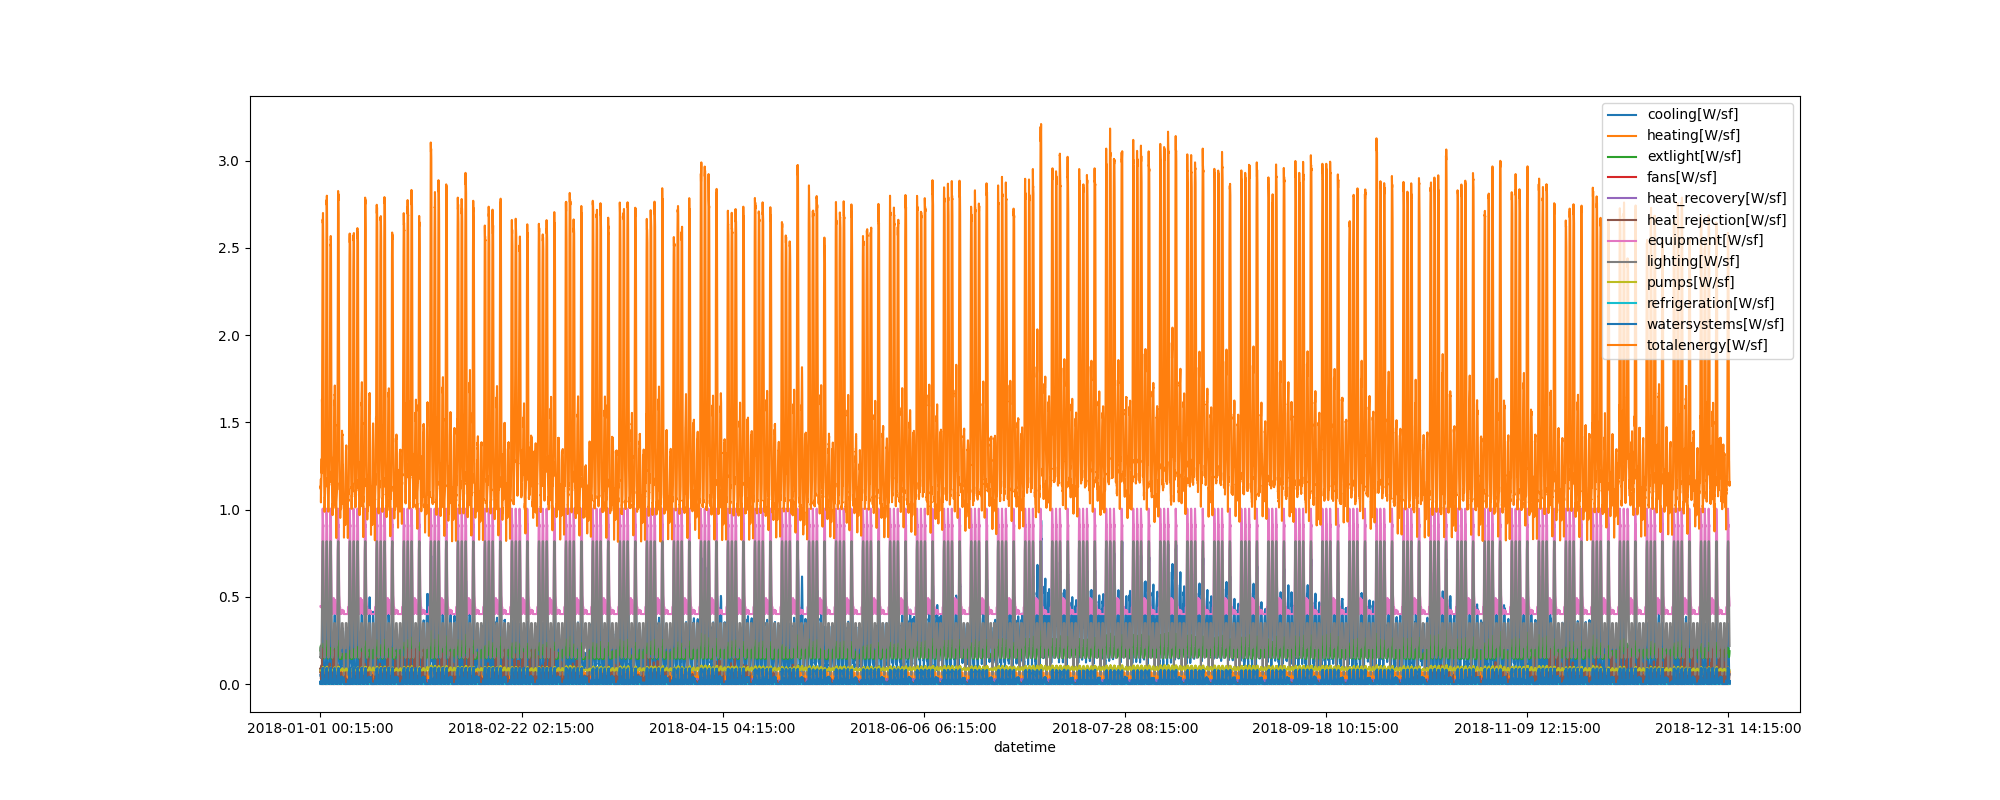 3.0
2.5
2.0
1.5
1.0
0.5
0.0
cooling[W/sf]
heating[W/sf]
extlight[W/sf]
fans[W/sf]
heat_recovery[W/sf]
heat_rejection[W/sf]
equipment[W/sf]
lighting[W/sf]
pumps[W/sf]
refrigeration[W/sf]
watersystems[W/sf]
totalenergy[W/sf]
2018-01-01 00:15:00 2018-02-22 02:15:00 2018-04-15 04:15:00 2018-06-06 06:15:00 2018-07-28 08:15:00 2018-09-18 10:15:00 2018-11-09 12:15:00 2018-12-31 14:15:00
datetime